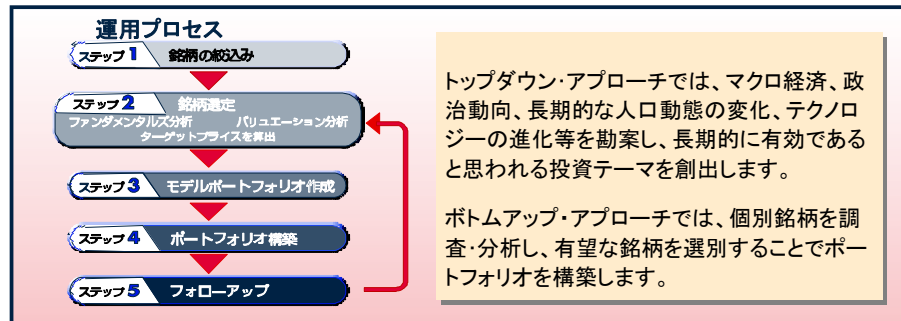 運用プロセス
ステップ1 銘柄の絞込み
ステップ2 銘柄選定
ファンダメンタルズ分析 バリュエーション分析
ターゲットプライスを算出
ステップ3 モデルポートフォリオ作成
ステップ4 ポートフォリオ構築
ステップ5 フォローアップ
トップダウン・アプローチでは、マクロ経済、政
治動向、長期的な人口動態の変化、テクノロ
ジーの進化等を勘案し、長期的に有効である
と思われる投資テーマを創出します。
ボトムアップ・アプローチでは、個別銘柄を調
査・分析し、有望な銘柄を選別することでポー
トフォリオを構築します。